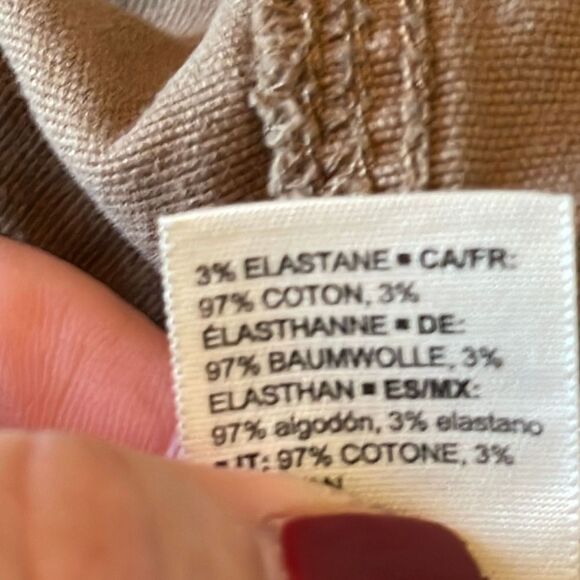 3% ELASTANE ▪ CA/FR:
97% COTON, 3%
ÉLASTHANNE ▪ DE:
97% BAUMWOLLE, 3%
ELASTHAN ▪ ES/MX:
97% algodón, 3% elastano
▪ IT: 97% COTONE, 3%